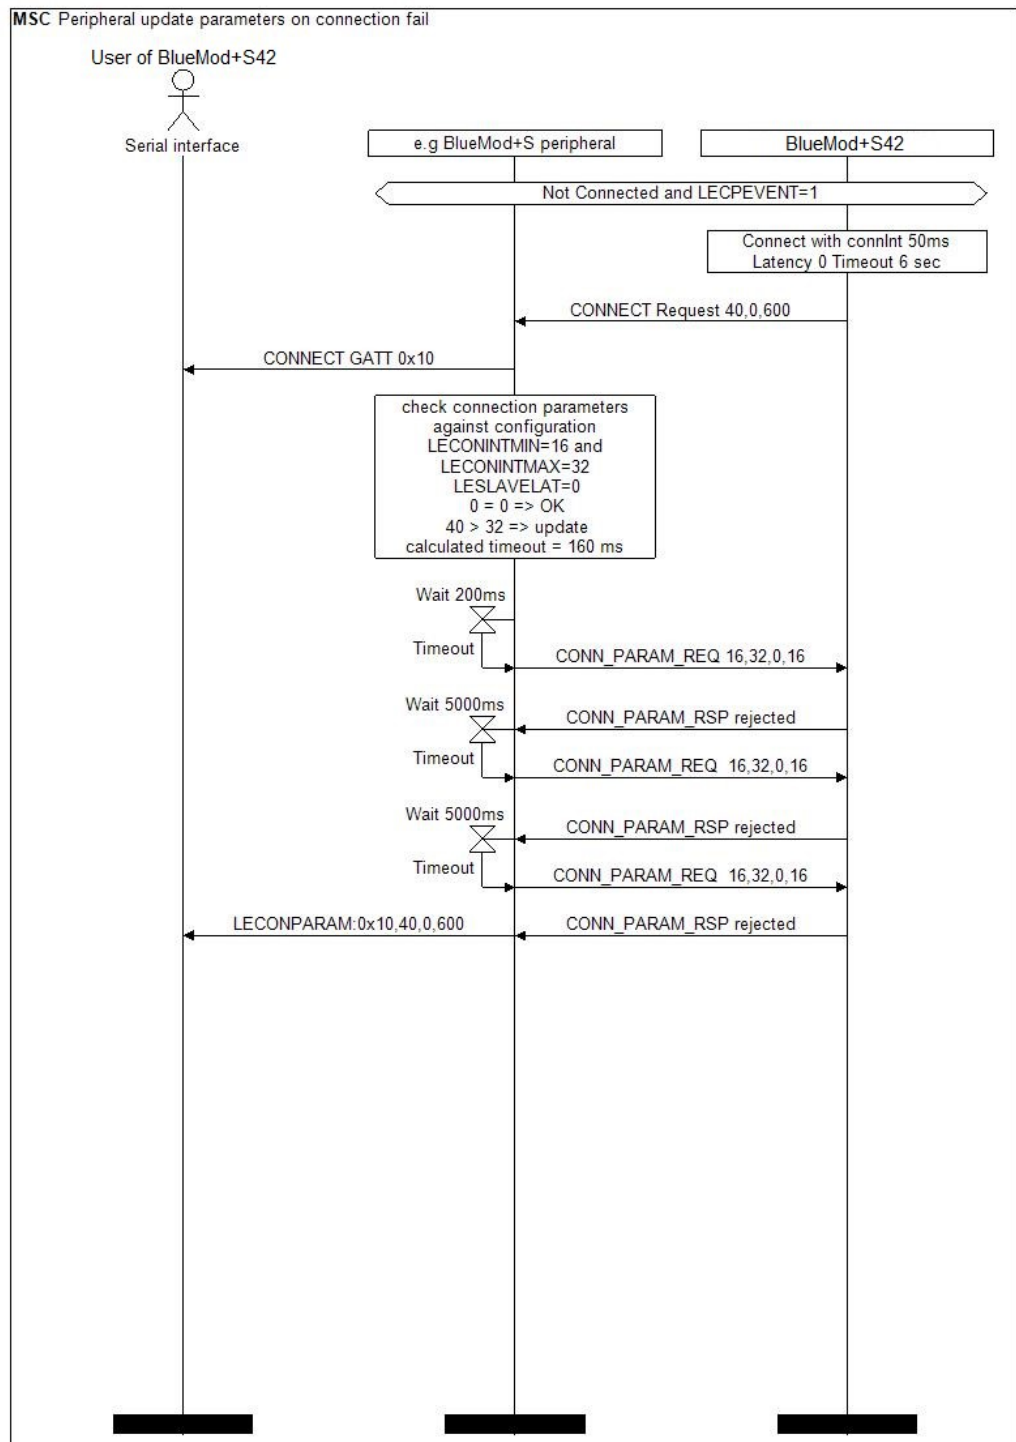 MSC Peripheral update parameters on connection fail
User of BlueMod+S42
Serial interface
e.g BlueMod+S peripheral
BlueMod+S42
Not Connected and LECPEVENT=1
Connect with connInt 50ms
Latency 0 Timeout 6 sec
CONNECT Request 40,0,600
CONNECT GATT 0x10
check connection parameters
against configuration
LECONINTMIN=16 and
LECONINTMAX=32
LESLAVELAT=0
0 = 0 => OK
40 > 32 => update
calculated timeout = 160 ms
Wait 200ms
Timeout
CONN_PARAM_REQ 16,32,0,16
Wait 5000ms
CONN_PARAM_RSP rejected
Timeout
CONN_PARAM_REQ 16,32,0,16
Wait 5000ms
CONN_PARAM_RSP rejected
Timeout
CONN_PARAM_REQ 16,32,0,16
LECONPARAM:0x10,40,0,600
CONN_PARAM_RSP rejected